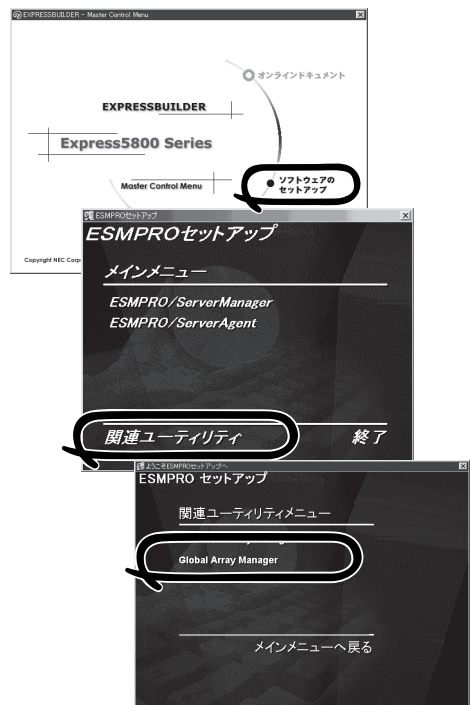 EXPRESSBUILDER - Master Control Menu
オンラインドキュメント
EXPRESSBUILDER
Express5800 Series
Master Control Menu
ソフトウェアの
セットアップ
Copyright NEC Corp
ESMPROセットアップ
ESMPROセットアップ
メインメニュー
ESMPRO/ServerManager
ESMPRO/ServerAgent
関連ユーティリティ
終了
ようこそESMPROセットアップへ
ESMPRO セットアップ
関連ユーティリティメニュー
Global Array Manager
メインメニューへ戻る